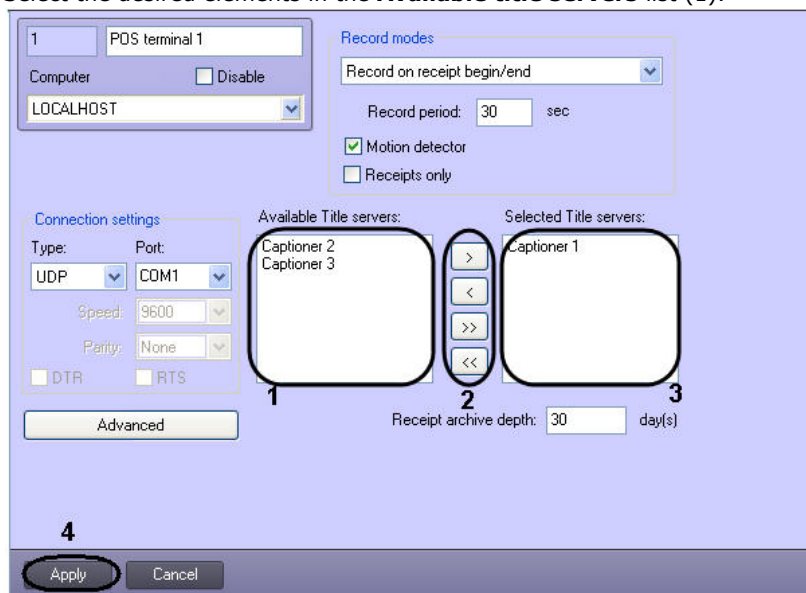 Select the desired elements in the Available title servers list (1).
1 POS terminal 1
Computer Disable
LOCALHOST
Record modes
Record on receipt begin/end
Record period: 30 sec
Motion detector
Receipts only
Connection settings
Type: Port:
UDP COM1
Speed: 9600
Parity: None
DTR RTS
Advanced
Available Title servers:
Captioner 2
Captioner 3
1
>
<
>>
<<
2
Selected Title servers:
Captioner 1
3
Receipt archive depth: 30 day(s)
4
Apply Cancel